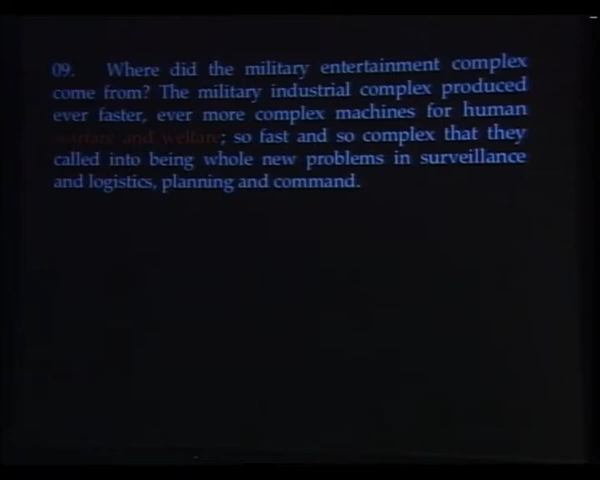 09. Where did the military entertainment complex
come from? The military industrial complex produced
ever faster, ever more complex machines for human
warfare and welfare; so fast and so complex that they
called into being whole new problems in surveillance
and logistics, planning and command.